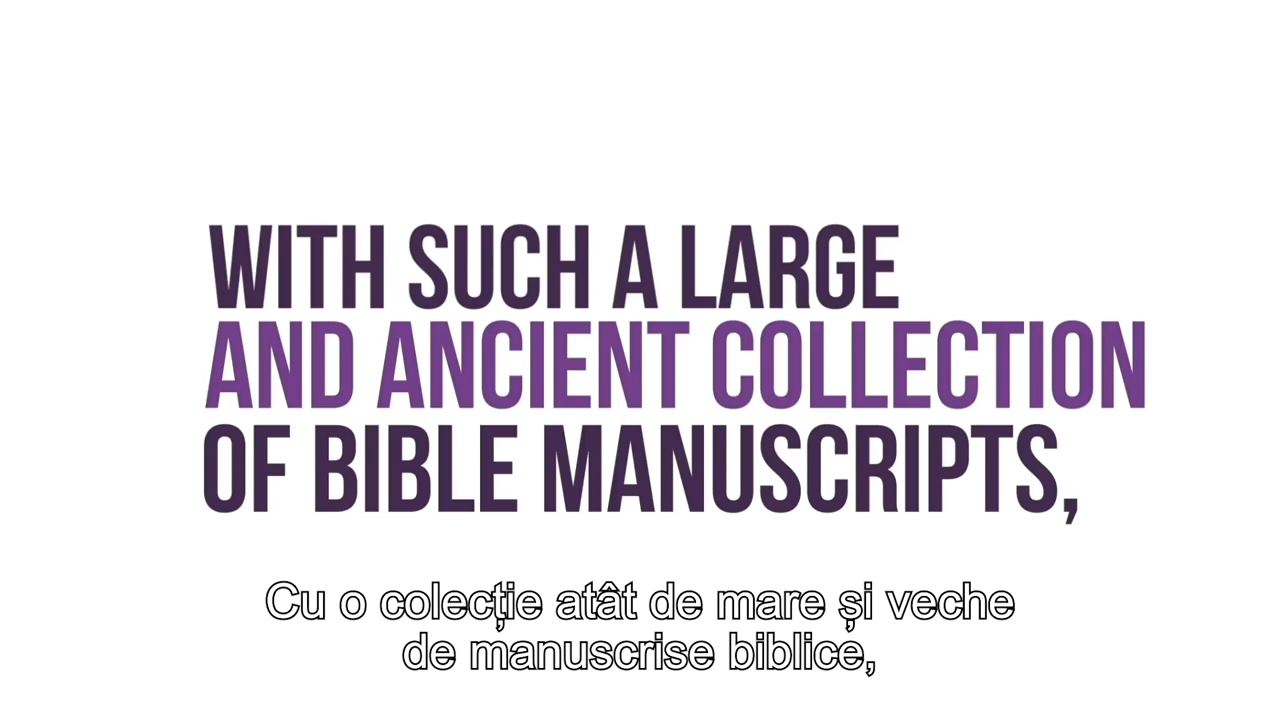 WITH SUCH A LARGE
AND ANCIENT COLLECTION
OF BIBLE MANUSCRIPTS,
Cu o colecție atât de mare și veche
de manuscrise biblice,